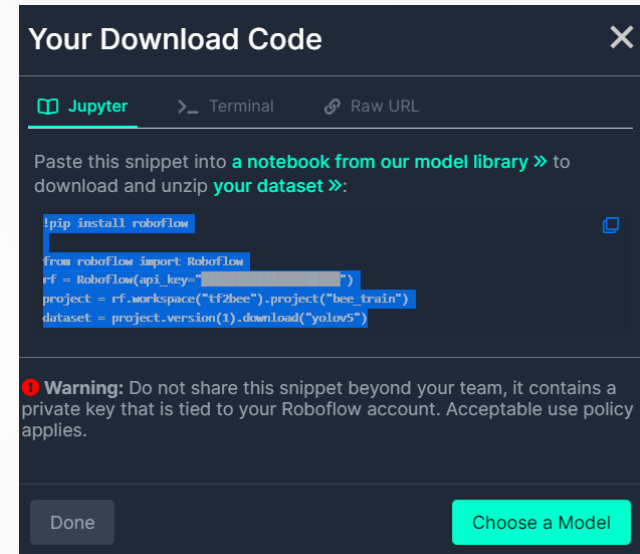 Your Download Code
Jupyter
Terminal
Raw URL
Paste this snippet into a notebook from our model library » to
download and unzip your dataset »:
!pip install roboflow
from roboflow import Roboflow
rf = Roboflow(api_key="")
project = rf.workspace("tf2bee").project("bee_train")
dataset = project.version(1).download("yolov5")
Warning: Do not share this snippet beyond your team, it contains a
private key that is tied to your Roboflow account. Acceptable use policy
applies.
Done
Choose a Model